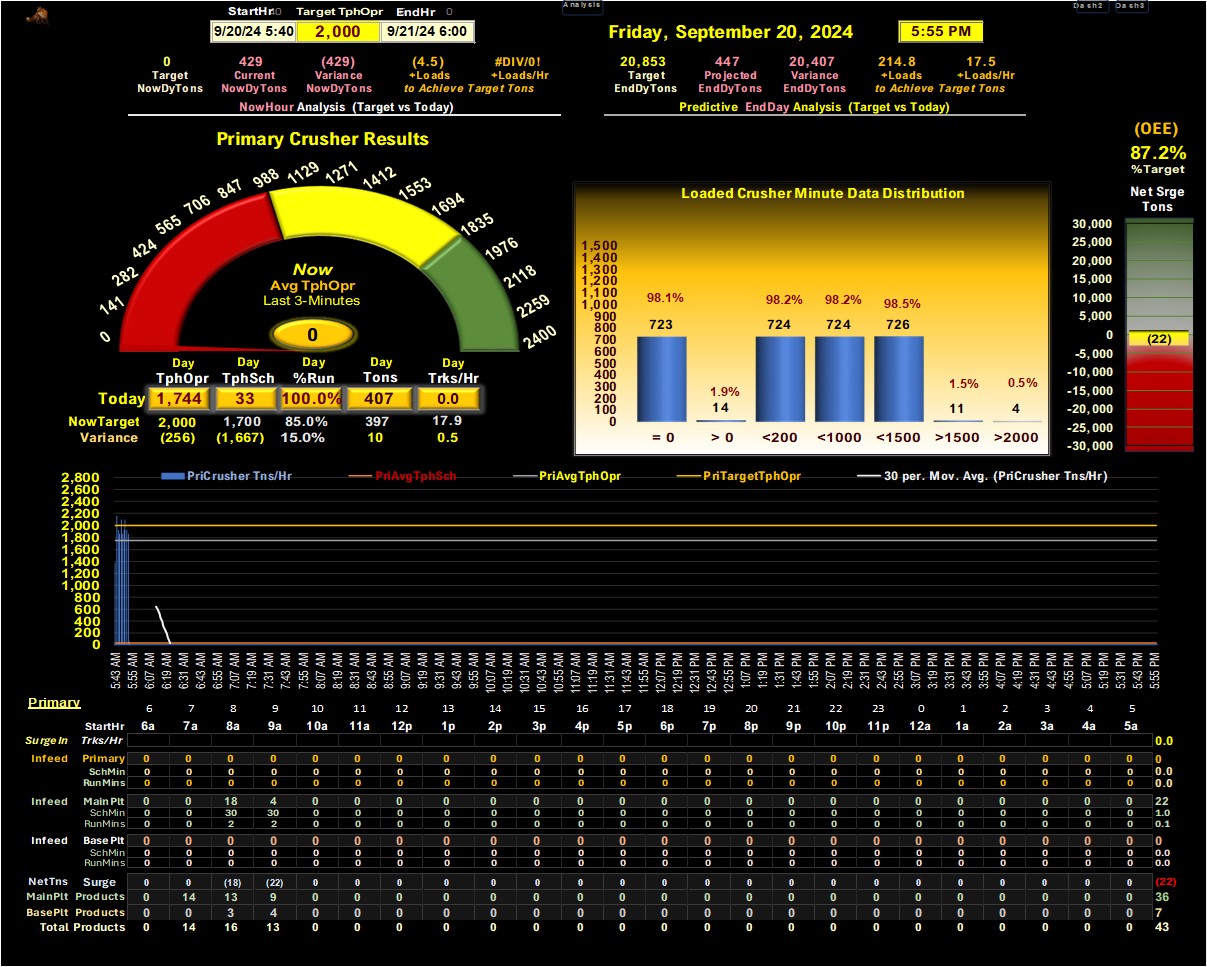 StartHr 0 Target TphOpr EndHr 0
Analysis
Dash2 Dash3
9/20/24 5:40 2,000 9/21/24 6:00
Friday, September 20, 2024 5:55 PM
0 429 (429) (4.5) #DIV/0!
Target Current Variance +Loads +Loads/Hr
NowDyTons NowDyTons NowDyTons to Achieve Target Tons
NowHour Analysis (Target vs Today)
20,853 447 20,407 214.8 17.5
Target Projected Variance +Loads +Loads/Hr
EndDyTons EndDyTons EndDyTons to Achieve Target Tons
Predictive EndDay Analysis (Target vs Today)
Primary Crusher Results
0 141 282 424 565 706 847 988 1129 1271 1412 1553 1694 1835 1976 2118 2259 2400
Now
Avg TphOpr
Last 3-Minutes
0
Day Day Day Day Day
TphOpr TphSch %Run Tons Trks/Hr
Today 1,744 33 100.0% 407 0.0
NowTarget 2,000 1,700 85.0% 397 17.9
Variance (256) (1,667) 15.0% 10 0.5
Loaded Crusher Minute Data Distribution
1,500
1,400
1,300
1,200
1,100
1,000
900
800
700
600
500
400
300
200
100
0
98.1% 1.9% 98.2% 98.2% 98.5% 1.5% 0.5%
723 14 724 724 726 11 4
= 0 > 0 <200 <1000 <1500 >1500 >2000
(OEE)
87.2%
%Target
Net Srge
Tons
30,000
25,000
20,000
15,000
10,000
5,000
0
-5,000
-10,000
-15,000
-20,000
-25,000
-30,000
(22)
PriCrusher Tns/Hr PriAvgTphSch PriAvgTphOpr PriTargetTphOpr 30 per. Mov. Avg. (PriCrusher Tns/Hr)
2,800
2,600
2,400
2,200
2,000
1,800
1,600
1,400
1,200
1,000
800
600
400
200
0
5:43 AM 5:55 AM 6:07 AM 6:19 AM 6:31 AM 6:43 AM 6:55 AM 7:07 AM 7:19 AM 7:31 AM 7:43 AM 7:55 AM 8:07 AM 8:19 AM 8:31 AM 8:43 AM 8:55 AM 9:07 AM 9:19 AM 9:31 AM 9:43 AM 9:55 AM 10:07 AM 10:19 AM 10:31 AM 10:43 AM 10:55 AM 11:07 AM 11:19 AM 11:31 AM 11:43 AM 11:55 AM 12:07 PM 12:19 PM 12:31 PM 12:43 PM 12:55 PM 1:07 PM 1:19 PM 1:31 PM 1:43 PM 1:55 PM 2:07 PM 2:19 PM 2:31 PM 2:43 PM 2:55 PM 3:07 PM 3:19 PM 3:31 PM 3:43 PM 3:55 PM 4:07 PM 4:19 PM 4:31 PM 4:43 PM 4:55 PM 5:07 PM 5:19 PM 5:31 PM 5:43 PM 5:55 PM
Primary 6 7 8 9 10 11 12 13 14 15 16 17 18 19 20 21 22 23 0 1 2 3 4 5
StartHr 6a 7a 8a 9a 10a 11a 12p 1p 2p 3p 4p 5p 6p 7p 8p 9p 10p 11p 12a 1a 2a 3a 4a 5a
SurgeIn Trks/Hr 0.0
Infeed Primary 0 0 0 0 0 0 0 0 0 0 0 0 0 0 0 0 0 0 0 0 0 0 0 0 0
SchMin 0 0 0 0 0 0 0 0 0 0 0 0 0 0 0 0 0 0 0 0 0 0 0 0 0.0
RunMins 0 0 0 0 0 0 0 0 0 0 0 0 0 0 0 0 0 0 0 0 0 0 0 0 0.0
Infeed MainPlt 0 0 18 4 0 0 0 0 0 0 0 0 0 0 0 0 0 0 0 0 0 0 0 0 22
SchMin 0 0 30 30 0 0 0 0 0 0 0 0 0 0 0 0 0 0 0 0 0 0 0 0 1.0
RunMins 0 0 2 2 0 0 0 0 0 0 0 0 0 0 0 0 0 0 0 0 0 0 0 0 0.1
Infeed BasePlt 0 0 0 0 0 0 0 0 0 0 0 0 0 0 0 0 0 0 0 0 0 0 0 0 0
SchMin 0 0 0 0 0 0 0 0 0 0 0 0 0 0 0 0 0 0 0 0 0 0 0 0 0.0
RunMins 0 0 0 0 0 0 0 0 0 0 0 0 0 0 0 0 0 0 0 0 0 0 0 0 0.0
NetTns Surge 0 0 (18) (22) 0 0 0 0 0 0 0 0 0 0 0 0 0 0 0 0 0 0 0 0 (22)
MainPlt Products 0 14 13 9 0 0 0 0 0 0 0 0 0 0 0 0 0 0 0 0 0 0 0 0 36
BasePlt Products 0 0 3 4 0 0 0 0 0 0 0 0 0 0 0 0 0 0 0 0 0 0 0 0 7
Total Products 0 14 16 13 0 0 0 0 0 0 0 0 0 0 0 0 0 0 0 0 0 0 0 0 43